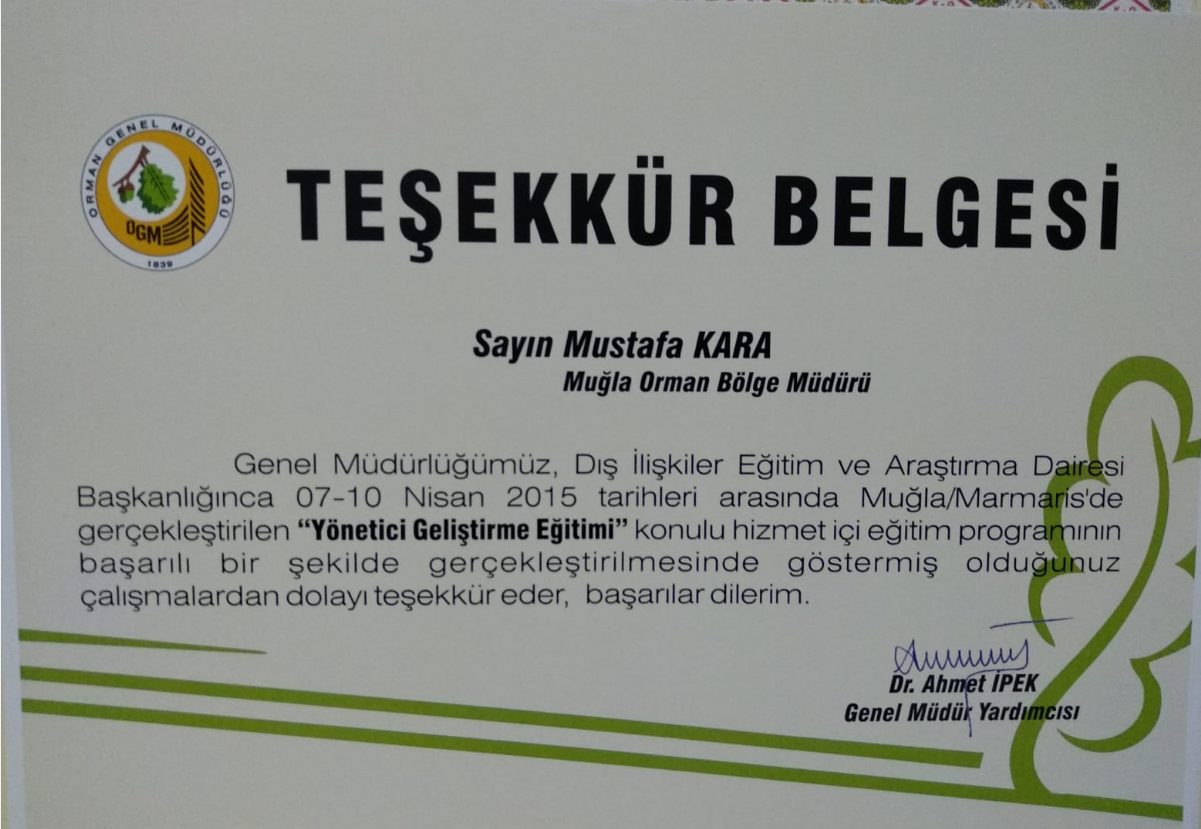 ORMAN GENEL MÜDÜRLÜĞÜ
OGM
1839
TEŞEKKÜR BELGESİ
Sayın Mustafa KARA
Muğla Orman Bölge Müdürü
Genel Müdürlüğümüz, Dış İlişkiler Eğitim ve Araştırma Dairesi
Başkanlığınca 07-10 Nisan 2015 tarihleri arasında Muğla/Marmaris'de
gerçekleştirilen “Yönetici Geliştirme Eğitimi” konulu hizmet içi eğitim programının
başarılı bir şekilde gerçekleştirilmesinde göstermiş olduğunuz
çalışmalardan dolayı teşekkür eder, başarılar dilerim.
Dr. Ahmet İPEK
Genel Müdür Yardımcısı